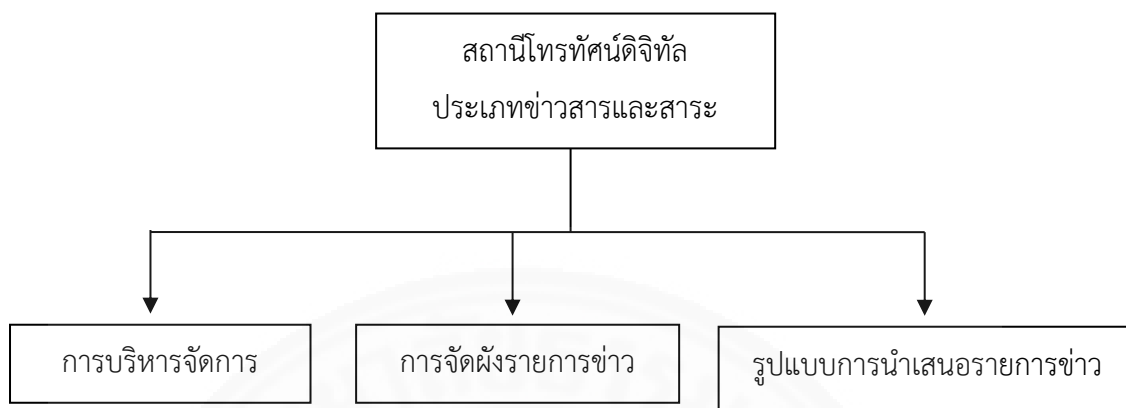 สถานีโทรทัศน์ดิจิทัล
ประเภทข่าวสารและสาระ
การบริหารจัดการ
การจัดผังรายการข่าว
รูปแบบการนำเสนอรายการข่าว